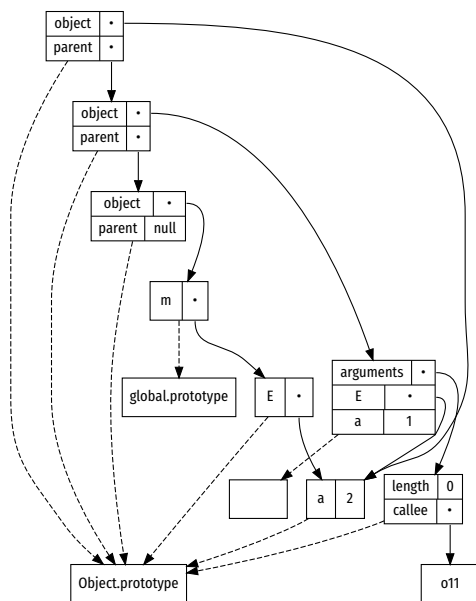 object •
parent •
object •
parent •
object •
parent null
m •
global.prototype
E •
arguments •
E •
a 1
a 2
length 0
callee •
Object.prototype
o11